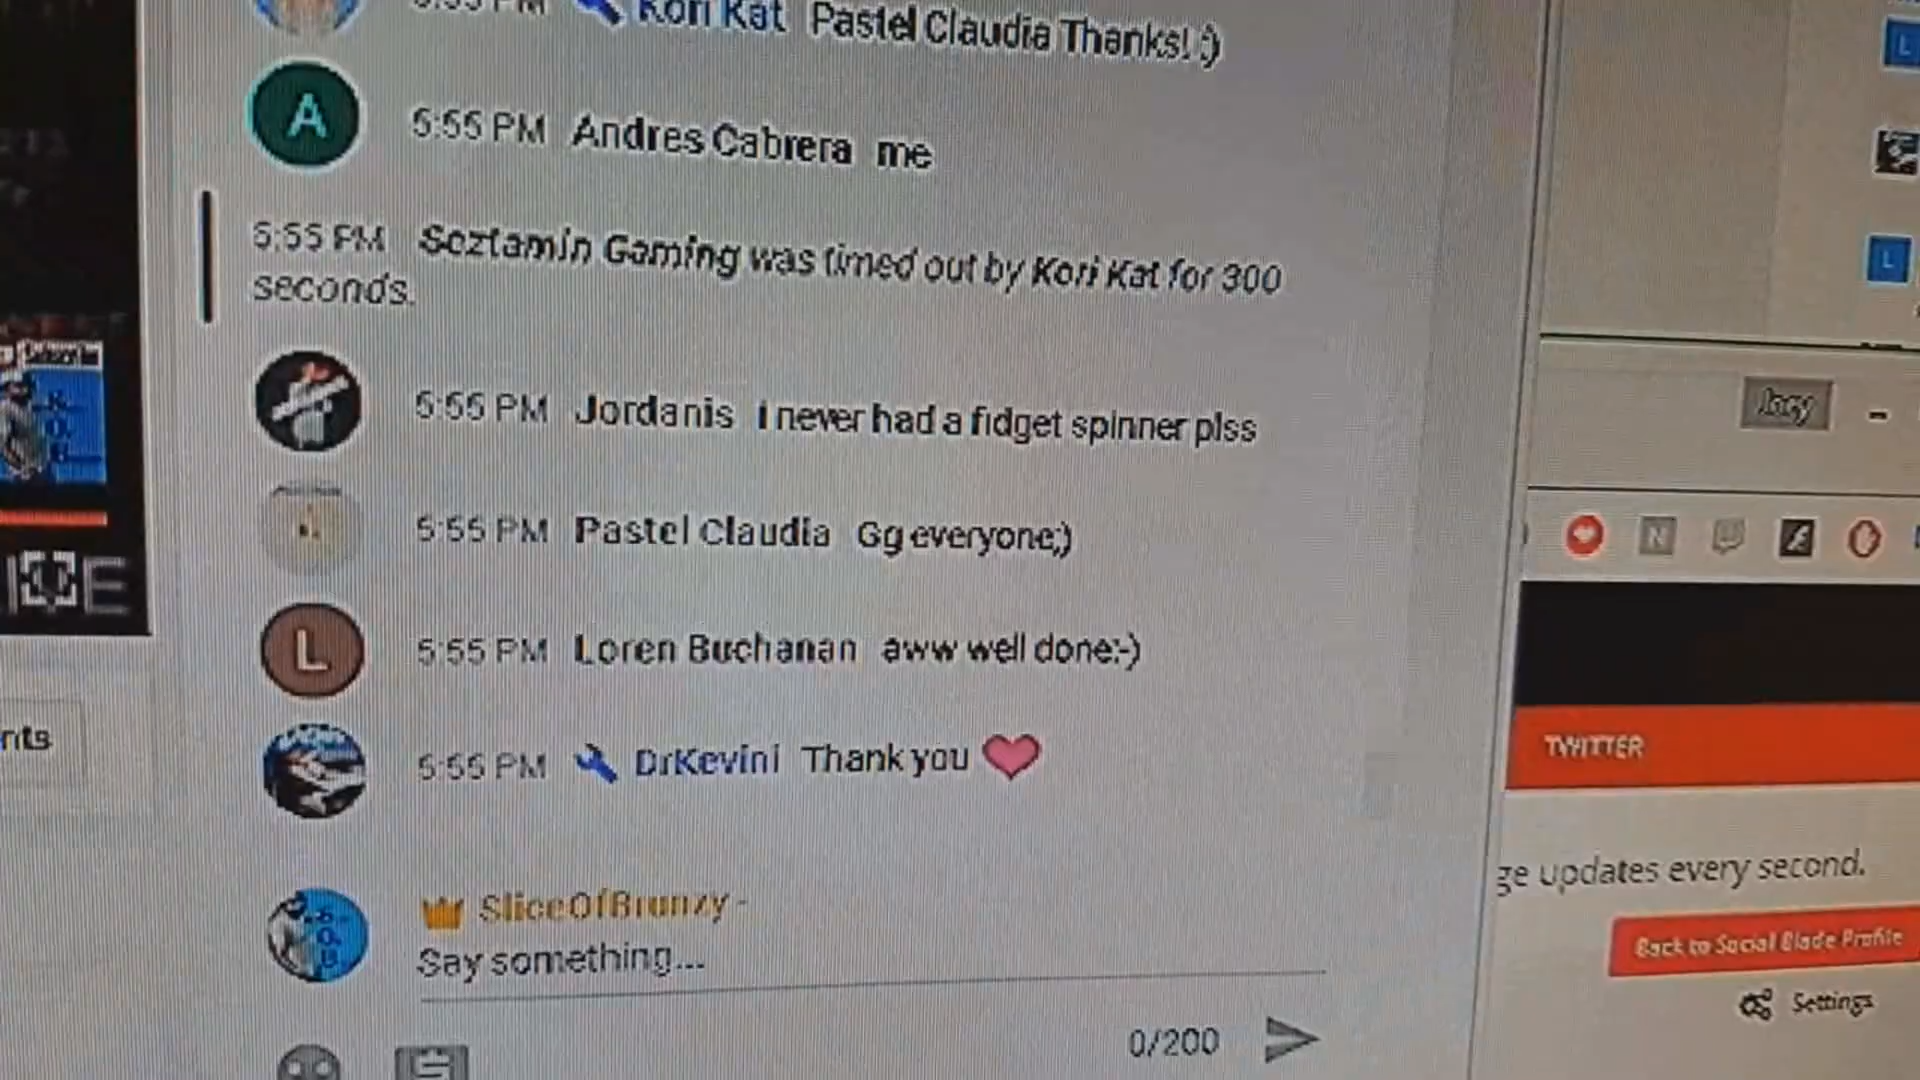 Kori Kat Pastel Claudia Thanks! :)
A
5:55 PM Andres Cabrera me
5:55 PM Seztamin Gaming was timed out by Kori Kat for 300
seconds.
5:55 PM Jordanis i never had a fidget spinner plss
5:55 PM Pastel Claudia Gg everyone;)
L
5:55 PM Loren Buchanan aww well done:-)
5:55 PM DrKevini Thank you
SliceOfBrunzy -
Say something...
0/200
nts
L
L
Joey
N
TWITTER
ge updates every second.
Back to Social Blade Profile
Settings